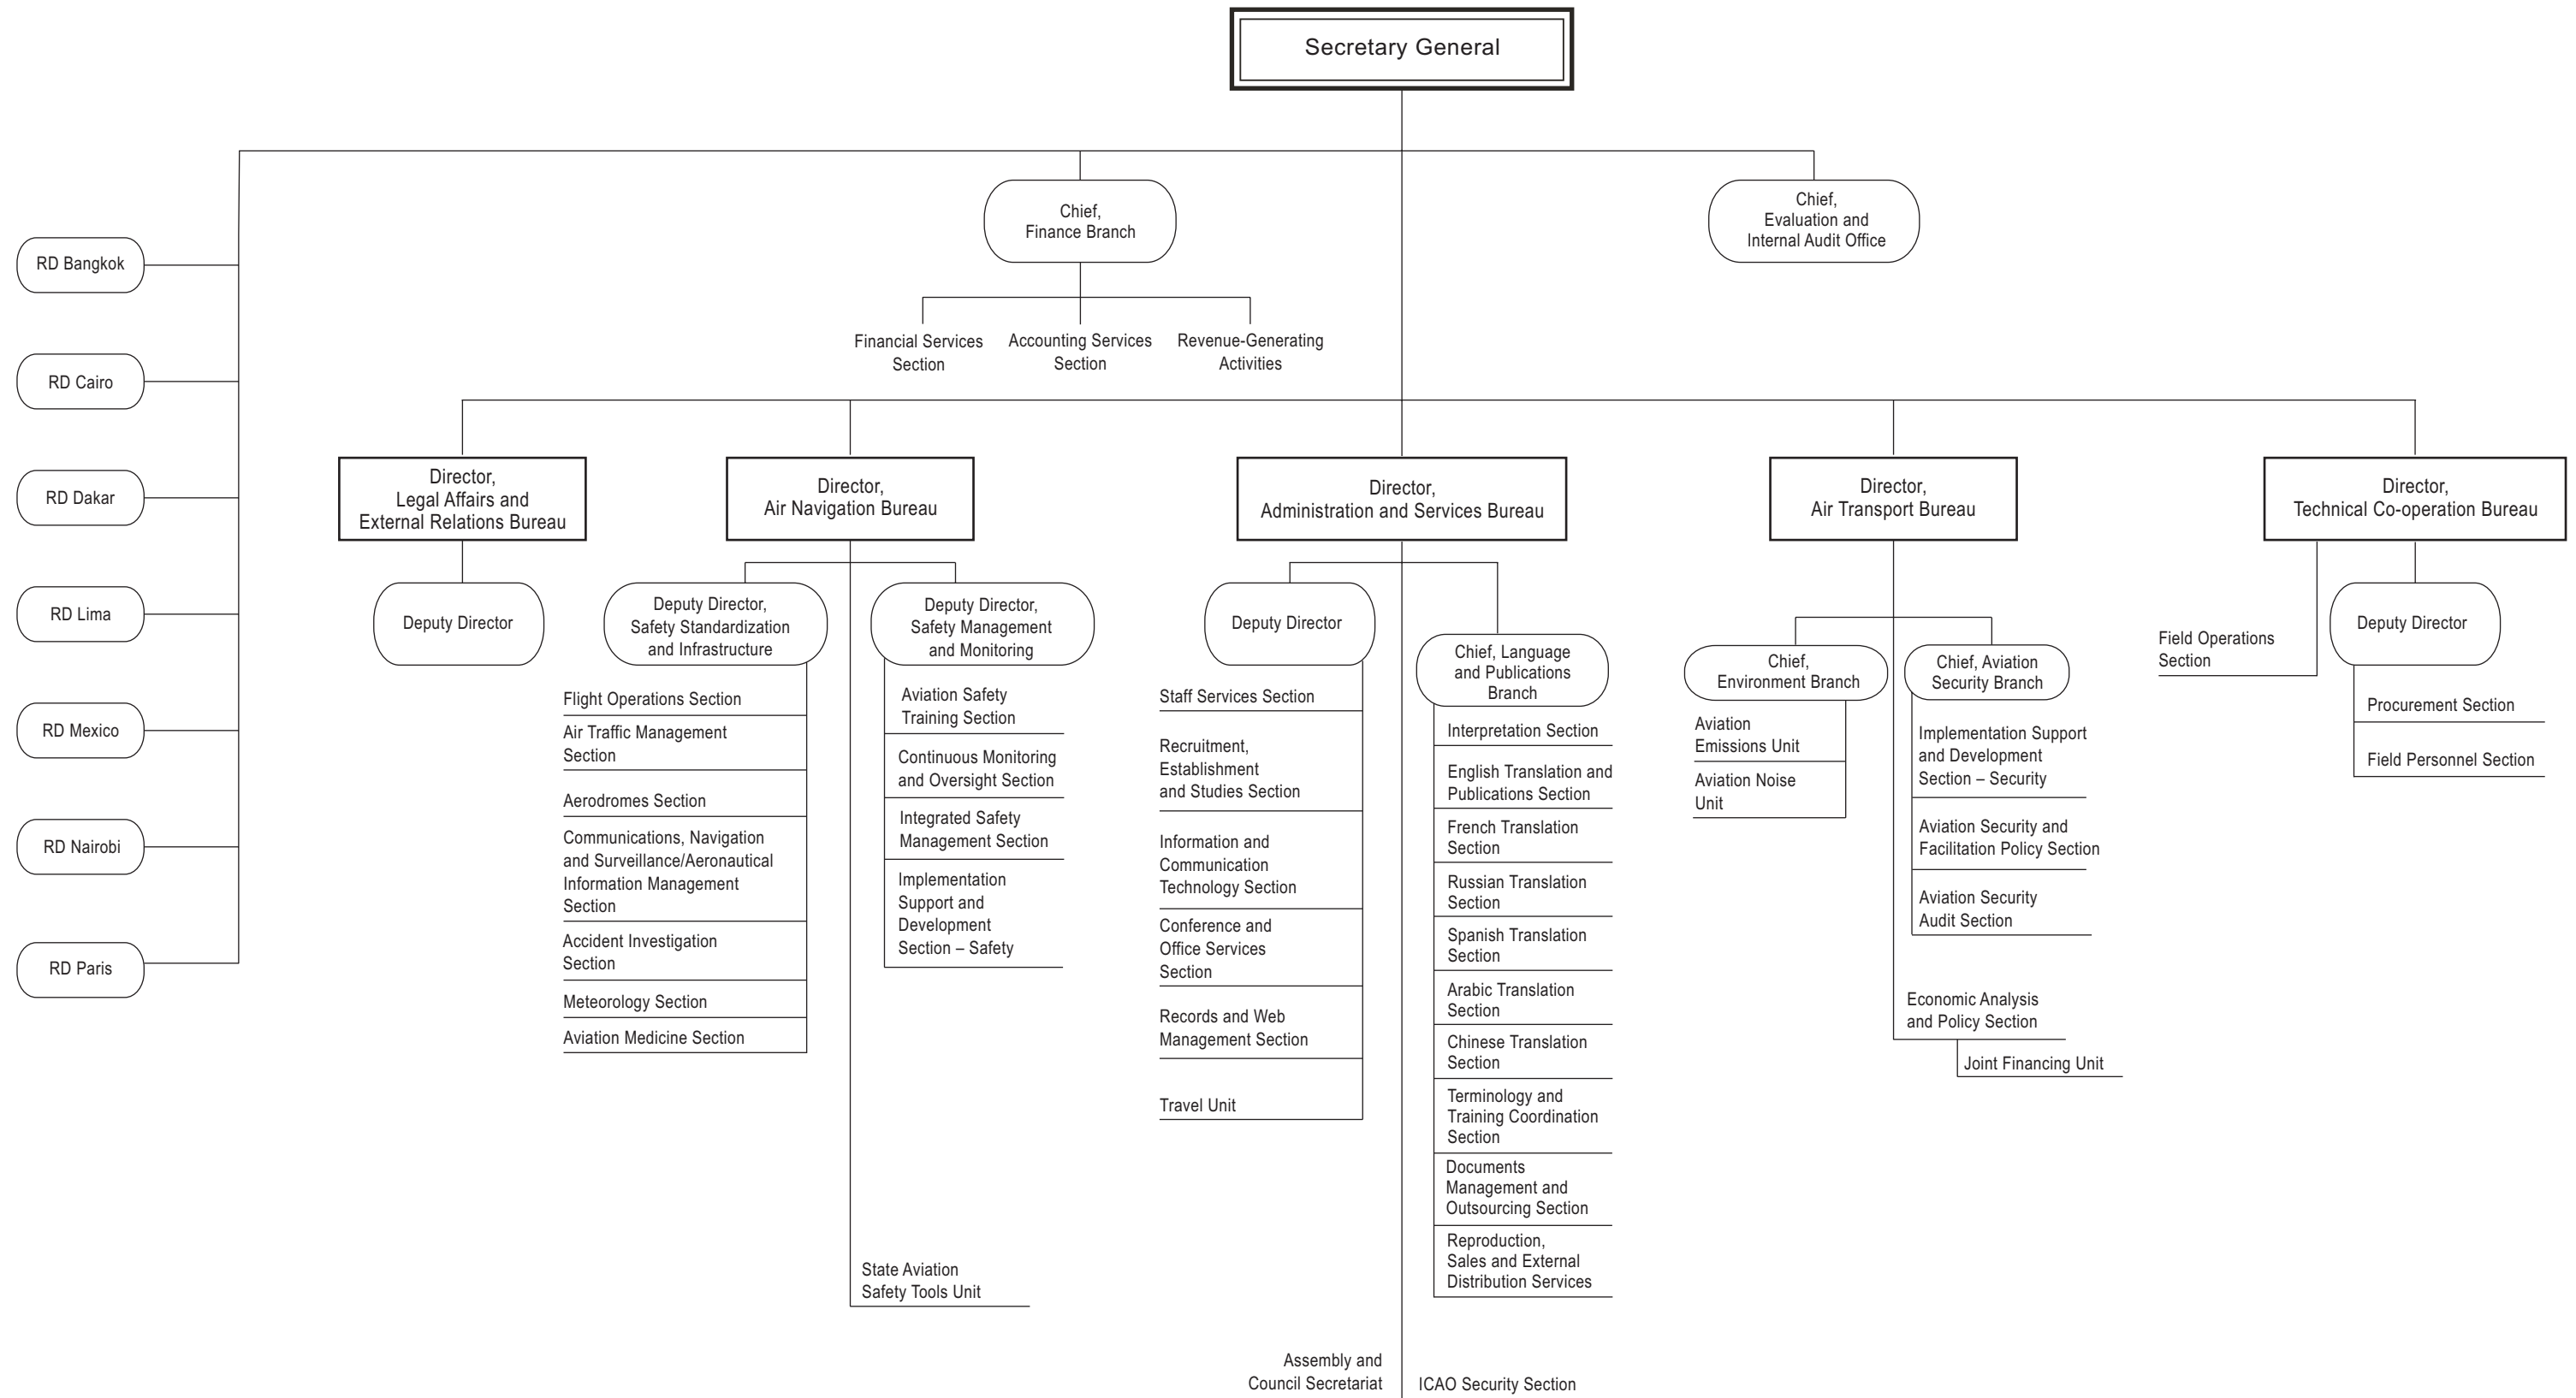 Secretary General
Chief,
Finance Branch
Chief,
Evaluation and
Internal Audit Office
Financial Services
Section
Accounting Services
Section
Revenue-Generating
Activities
RD Bangkok
RD Cairo
RD Dakar
RD Lima
RD Mexico
RD Nairobi
RD Paris
Director,
Legal Affairs and
External Relations Bureau
Deputy Director
Director,
Air Navigation Bureau
Deputy Director,
Safety Standardization
and Infrastructure
Flight Operations Section
Air Traffic Management
Section
Aerodromes Section
Communications, Navigation
and Surveillance/Aeronautical
Information Management
Section
Accident Investigation
Section
Meteorology Section
Aviation Medicine Section
Deputy Director,
Safety Management
and Monitoring
Aviation Safety
Training Section
Continuous Monitoring
and Oversight Section
Integrated Safety
Management Section
Implementation
Support and
Development
Section – Safety
State Aviation
Safety Tools Unit
Director,
Administration and Services Bureau
Deputy Director
Staff Services Section
Recruitment,
Establishment
and Studies Section
Information and
Communication
Technology Section
Conference and
Office Services
Section
Records and Web
Management Section
Travel Unit
Chief, Language
and Publications
Branch
Interpretation Section
English Translation and
Publications Section
French Translation
Section
Russian Translation
Section
Spanish Translation
Section
Arabic Translation
Section
Chinese Translation
Section
Terminology and
Training Coordination
Section
Documents
Management and
Outsourcing Section
Reproduction,
Sales and External
Distribution Services
Assembly and
Council Secretariat
ICAO Security Section
Director,
Air Transport Bureau
Chief,
Environment Branch
Aviation
Emissions Unit
Aviation Noise
Unit
Chief, Aviation
Security Branch
Implementation Support
and Development
Section – Security
Aviation Security and
Facilitation Policy Section
Aviation Security
Audit Section
Economic Analysis
and Policy Section
Joint Financing Unit
Director,
Technical Co-operation Bureau
Field Operations
Section
Deputy Director
Procurement Section
Field Personnel Section